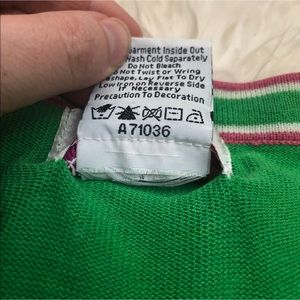 Garment Inside Out
Wash Cold Separately
Do Not Bleach
Do Not Twist or Wring
Reshape, Lay Flat To Dry
Low Iron on Reverse Side
If Necessary
Precaution To Decoration
A71036